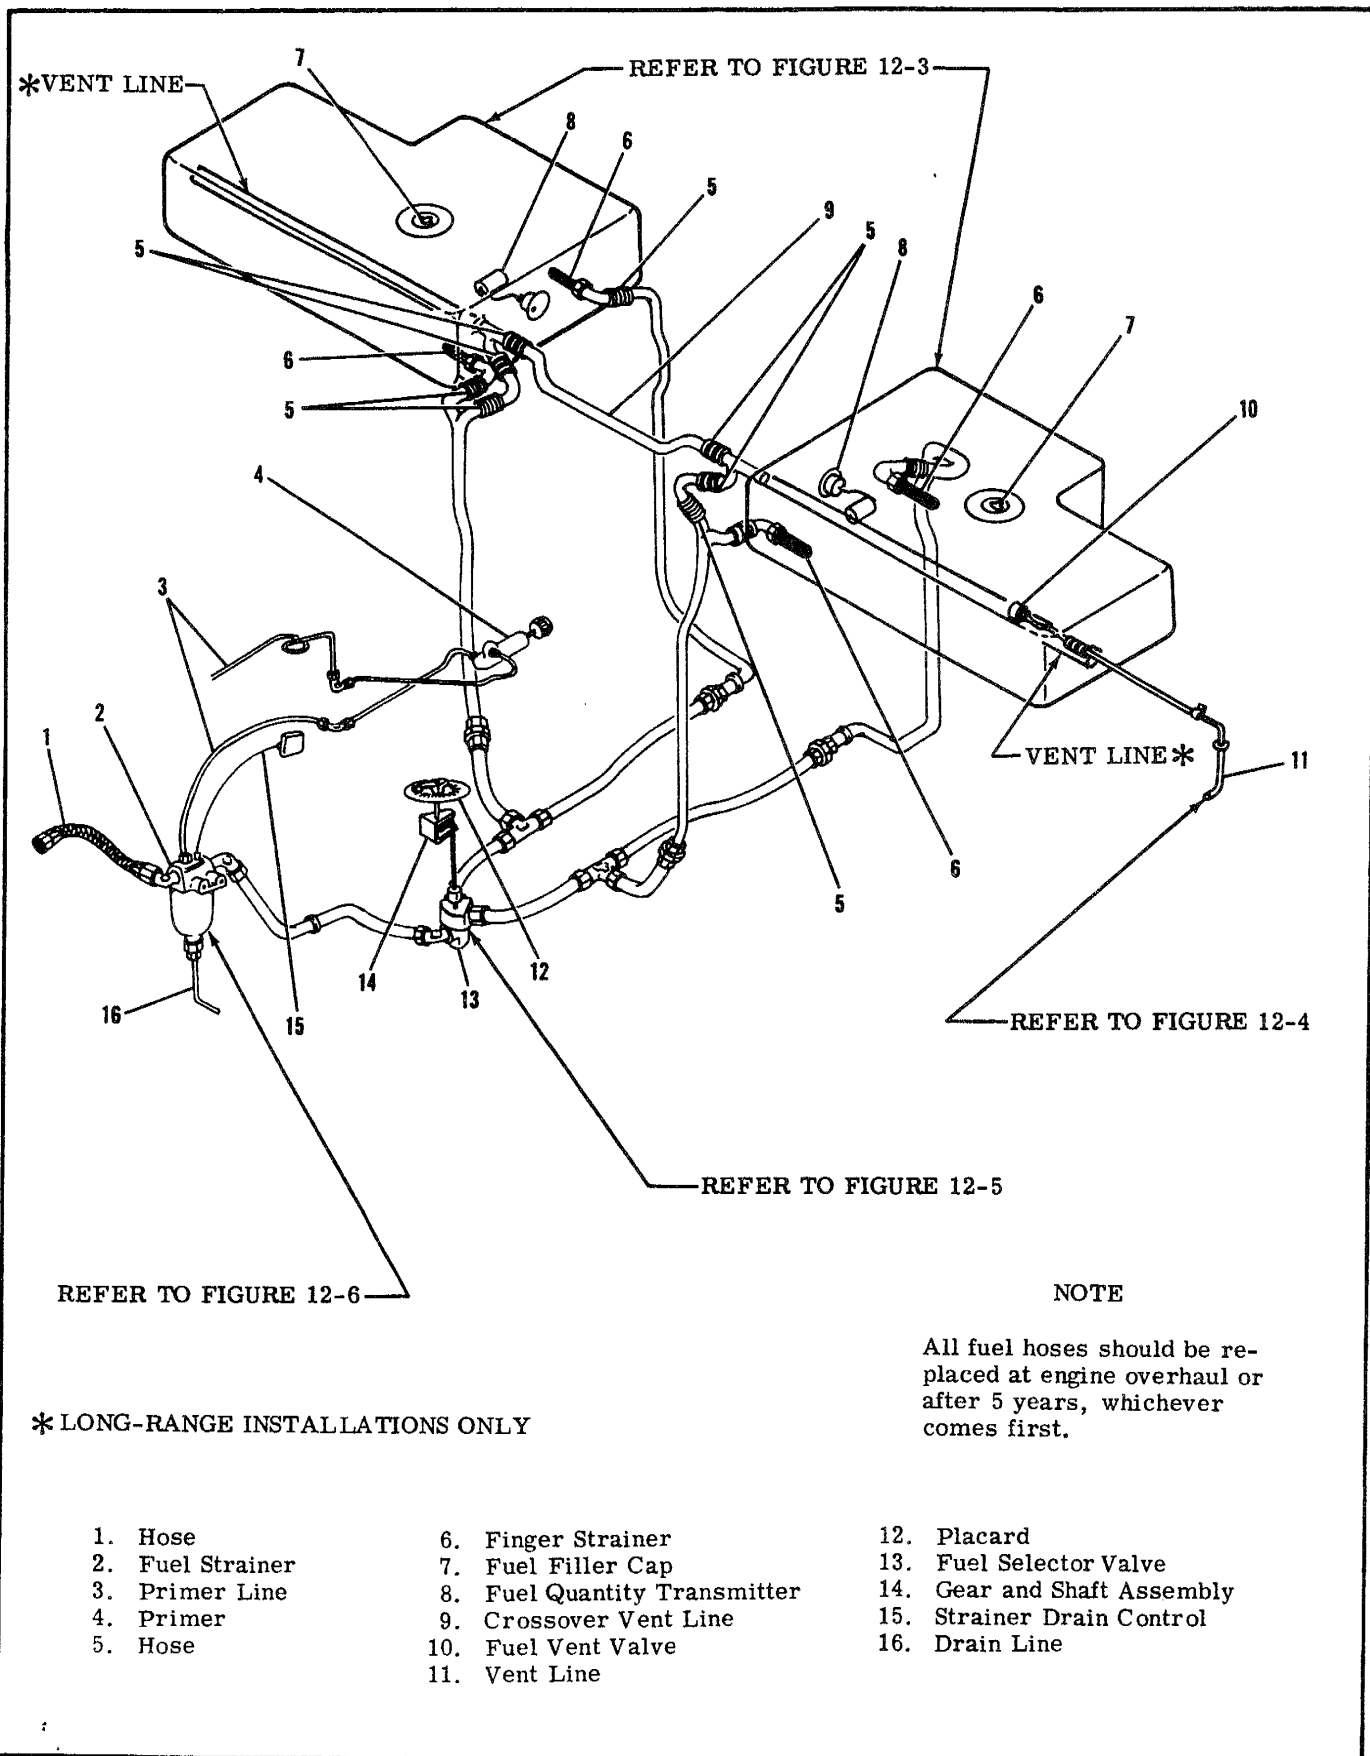 7
REFER TO FIGURE 12-3
*VENT LINE
8
6
5
9
5
8
5
6
7
6
5
10
4
3
2
1
VENT LINE*
11
6
5
14
12
13
16
15
REFER TO FIGURE 12-4
REFER TO FIGURE 12-5
REFER TO FIGURE 12-6
NOTE
All fuel hoses should be re-
placed at engine overhaul or
after 5 years, whichever
comes first.
* LONG-RANGE INSTALLATIONS ONLY
1. Hose
2. Fuel Strainer
3. Primer Line
4. Primer
5. Hose
6. Finger Strainer
7. Fuel Filler Cap
8. Fuel Quantity Transmitter
9. Crossover Vent Line
10. Fuel Vent Valve
11. Vent Line
12. Placard
13. Fuel Selector Valve
14. Gear and Shaft Assembly
15. Strainer Drain Control
16. Drain Line